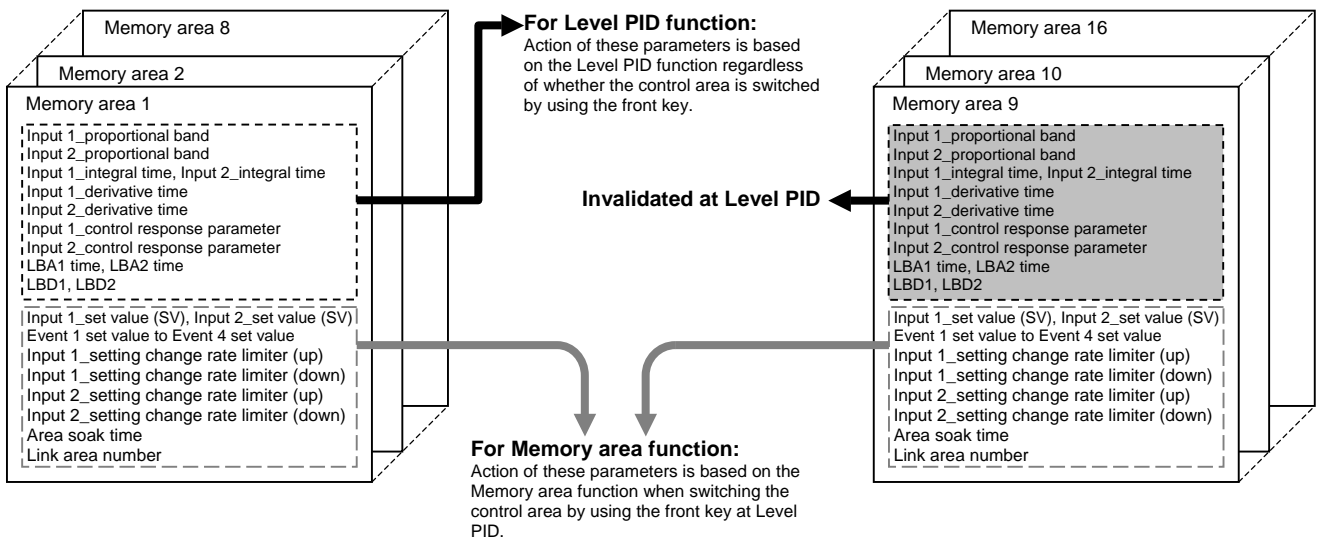 Memory area 8
Memory area 2
Memory area 1
Input 1_proportional band
Input 2_proportional band
Input 1_integral time, Input 2_integral time
Input 1_derivative time
Input 2_derivative time
Input 1_control response parameter
Input 2_control response parameter
LBA1 time, LBA2 time
LBD1, LBD2
Input 1_set value (SV), Input 2_set value (SV)
Event 1 set value to Event 4 set value
Input 1_setting change rate limiter (up)
Input 1_setting change rate limiter (down)
Input 2_setting change rate limiter (up)
Input 2_setting change rate limiter (down)
Area soak time
Link area number
For Level PID function:
Action of these parameters is based
on the Level PID function regardless
of whether the control area is switched
by using the front key.
Invalidated at Level PID
For Memory area function:
Action of these parameters is based on the
Memory area function when switching the
control area by using the front key at Level
PID.
Memory area 16
Memory area 10
Memory area 9
Input 1_proportional band
Input 2_proportional band
Input 1_integral time, Input 2_integral time
Input 1_derivative time
Input 2_derivative time
Input 1_control response parameter
Input 2_control response parameter
LBA1 time, LBA2 time
LBD1, LBD2
Input 1_set value (SV), Input 2_set value (SV)
Event 1 set value to Event 4 set value
Input 1_setting change rate limiter (up)
Input 1_setting change rate limiter (down)
Input 2_setting change rate limiter (up)
Input 2_setting change rate limiter (down)
Area soak time
Link area number